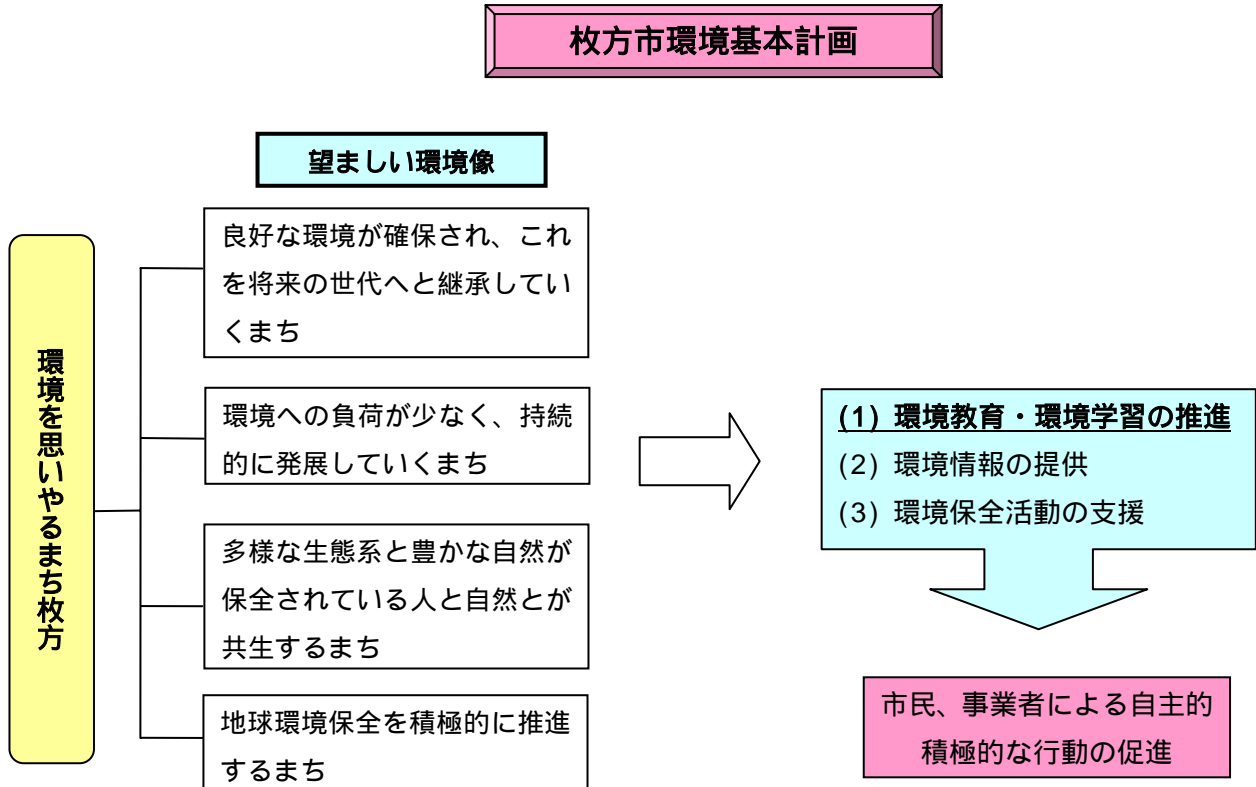 枚方市環境基本計画
望ましい環境像
環境を思いやるまち枚方
良好な環境が確保され、これ
を将来の世代へと継承してい
くまち
環境への負荷が少なく、持続
的に発展していくまち
多様な生態系と豊かな自然が
保全されている人と自然とが
共生するまち
地球環境保全を積極的に推進
するまち
(1) 環境教育・環境学習の推進
(2) 環境情報の提供
(3) 環境保全活動の支援
市民、事業者による自主的
積極的な行動の促進